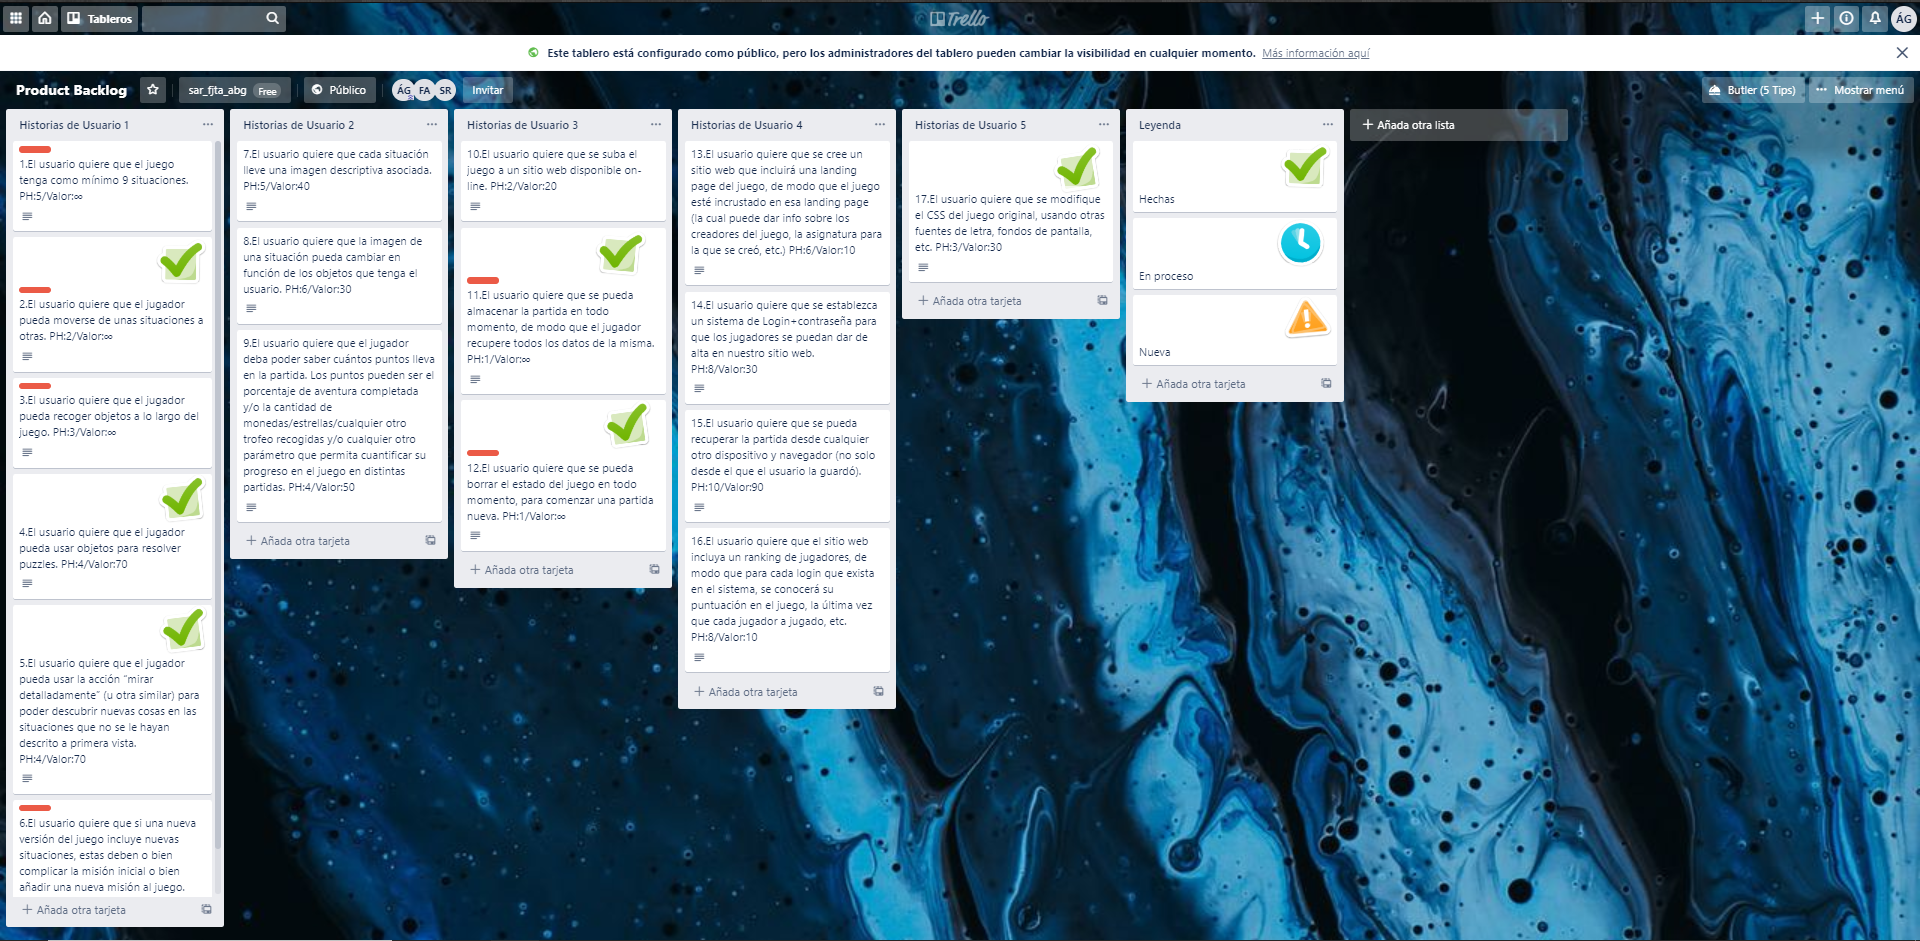 Tableros
Trello
ÁG
Este tablero está configurado como público, pero los administradores del tablero pueden cambiar la visibilidad en cualquier momento. Más información aquí
Product Backlog
sar_fjta_abg Free
Público
ÁG FA SR
Invitar
Butler (5 Tips)
Mostrar menú
Historias de Usuario 1
1.El usuario quiere que el juego
tenga como mínimo 9 situaciones.
PH:5/Valor:∞
2.El usuario quiere que el jugador
pueda moverse de unas situaciones a
otras. PH:2/Valor:∞
3.El usuario quiere que el jugador
pueda recoger objetos a lo largo del
juego. PH:3/Valor:∞
4.El usuario quiere que el jugador
pueda usar objetos para resolver
puzzles. PH:4/Valor:70
5.El usuario quiere que el jugador
pueda usar la acción "mirar
detalladamente" (u otra similar) para
poder descubrir nuevas cosas en las
situaciones que no se le hayan
descrito a primera vista.
PH:4/Valor:70
6.El usuario quiere que si una nueva
versión del juego incluye nuevas
situaciones, estas deben o bien
complicar la misión inicial o bien
añadir una nueva misión al juego.
+ Añada otra tarjeta
Historias de Usuario 2
7.El usuario quiere que cada situación
lleve una imagen descriptiva asociada.
PH:5/Valor:40
8.El usuario quiere que la imagen de
una situación pueda cambiar en
función de los objetos que tenga el
usuario. PH:6/Valor:30
9.El usuario quiere que el jugador
deba poder saber cuántos puntos lleva
en la partida. Los puntos pueden ser el
porcentaje de aventura completada
y/o la cantidad de
monedas/estrellas/cualquier otro
trofeo recogidas y/o cualquier otro
parámetro que permita cuantificar su
progreso en el juego en distintas
partidas. PH:4/Valor:50
+ Añada otra tarjeta
Historias de Usuario 3
10.El usuario quiere que se suba el
juego a un sitio web disponible on-
line. PH:2/Valor:20
11.El usuario quiere que se pueda
almacenar la partida en todo
momento, de modo que el jugador
recupere todos los datos de la misma.
PH:1/Valor:∞
12.El usuario quiere que se pueda
borrar el estado del juego en todo
momento, para comenzar una partida
nueva. PH:1/Valor:∞
+ Añada otra tarjeta
Historias de Usuario 4
13.El usuario quiere que se cree un
sitio web que incluirá una landing
page del juego, de modo que el juego
esté incrustado en esa landing page
(la cual puede dar info sobre los
creadores del juego, la asignatura para
la que se creó, etc.) PH:6/Valor:10
14.El usuario quiere que se establezca
un sistema de Login+contraseña para
que los jugadores se puedan dar de
alta en nuestro sitio web.
PH:8/Valor:30
15.El usuario quiere que se pueda
recuperar la partida desde cualquier
otro dispositivo y navegador (no solo
desde el que el usuario la guardó).
PH:10/Valor:90
16.El usuario quiere que el sitio web
incluya un ranking de jugadores, de
modo que para cada login que exista
en el sistema, se conocerá su
puntuación en el juego, la última vez
que cada jugador a jugado, etc.
PH:8/Valor:10
+ Añada otra tarjeta
Historias de Usuario 5
17.El usuario quiere que se modifique
el CSS del juego original, usando otras
fuentes de letra, fondos de pantalla,
etc. PH:3/Valor:30
+ Añada otra tarjeta
Leyenda
Hechas
En proceso
Nueva
+ Añada otra tarjeta
+ Añada otra lista